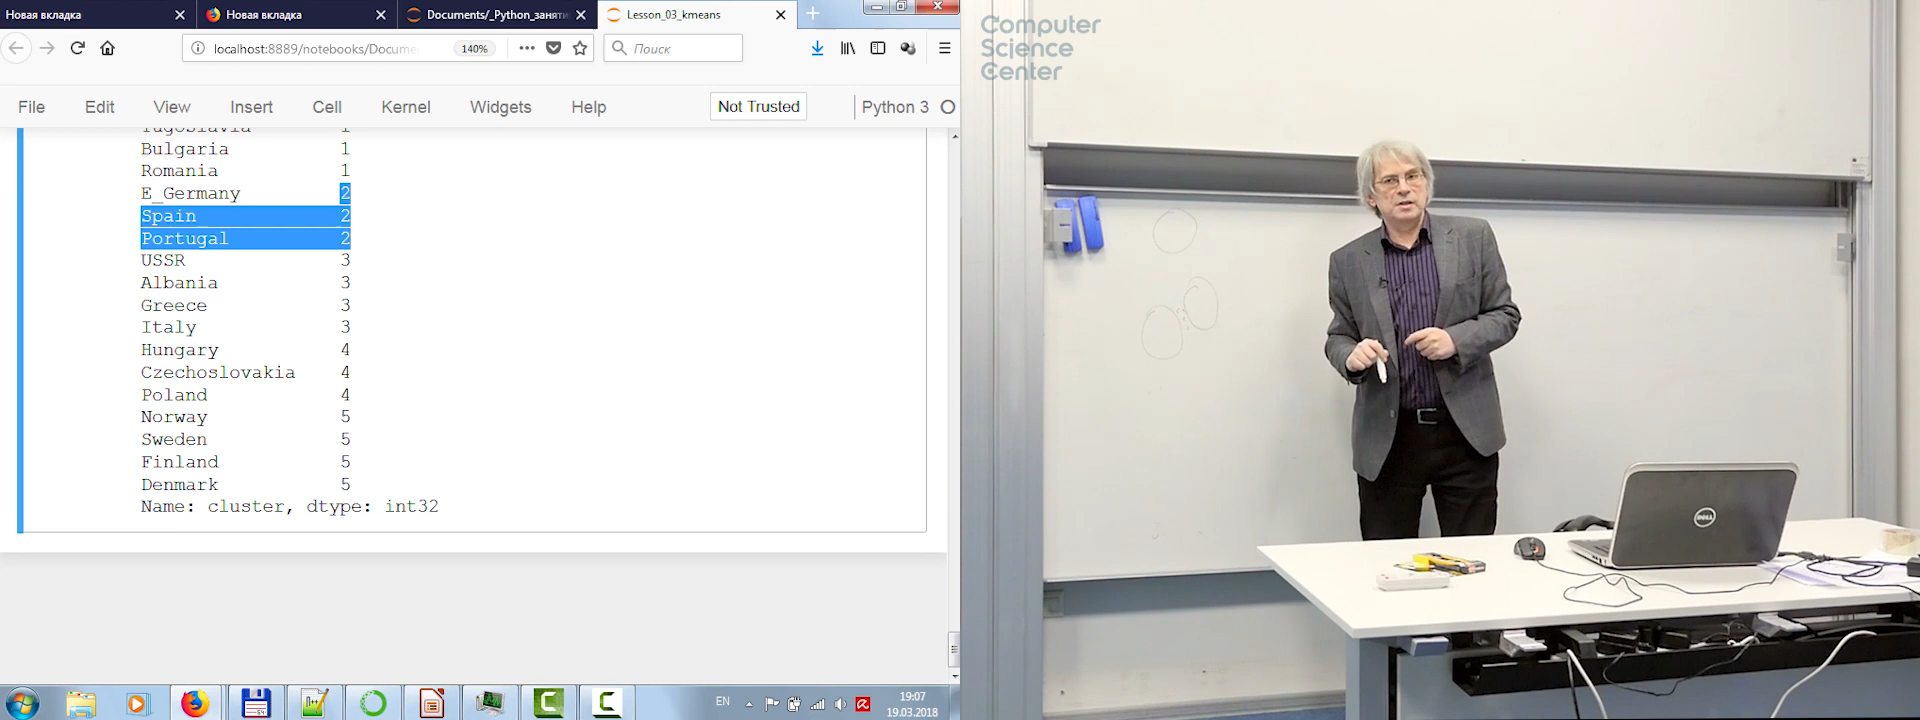 Новая вкладка
Новая вкладка
Documents/_Python_заняти
Lesson_03_kmeans
localhost:8889/notebooks/Docume
140%
Поиск
File Edit View Insert Cell Kernel Widgets Help
Not Trusted
Python 3
Yugoslavia 1
Bulgaria 1
Romania 1
E_Germany 2
Spain 2
Portugal 2
USSR 3
Albania 3
Greece 3
Italy 3
Hungary 4
Czechoslovakia 4
Poland 4
Norway 5
Sweden 5
Finland 5
Denmark 5
Name: cluster, dtype: int32
EN
19:07
19.03.2018
Computer
Science
Center
DELL